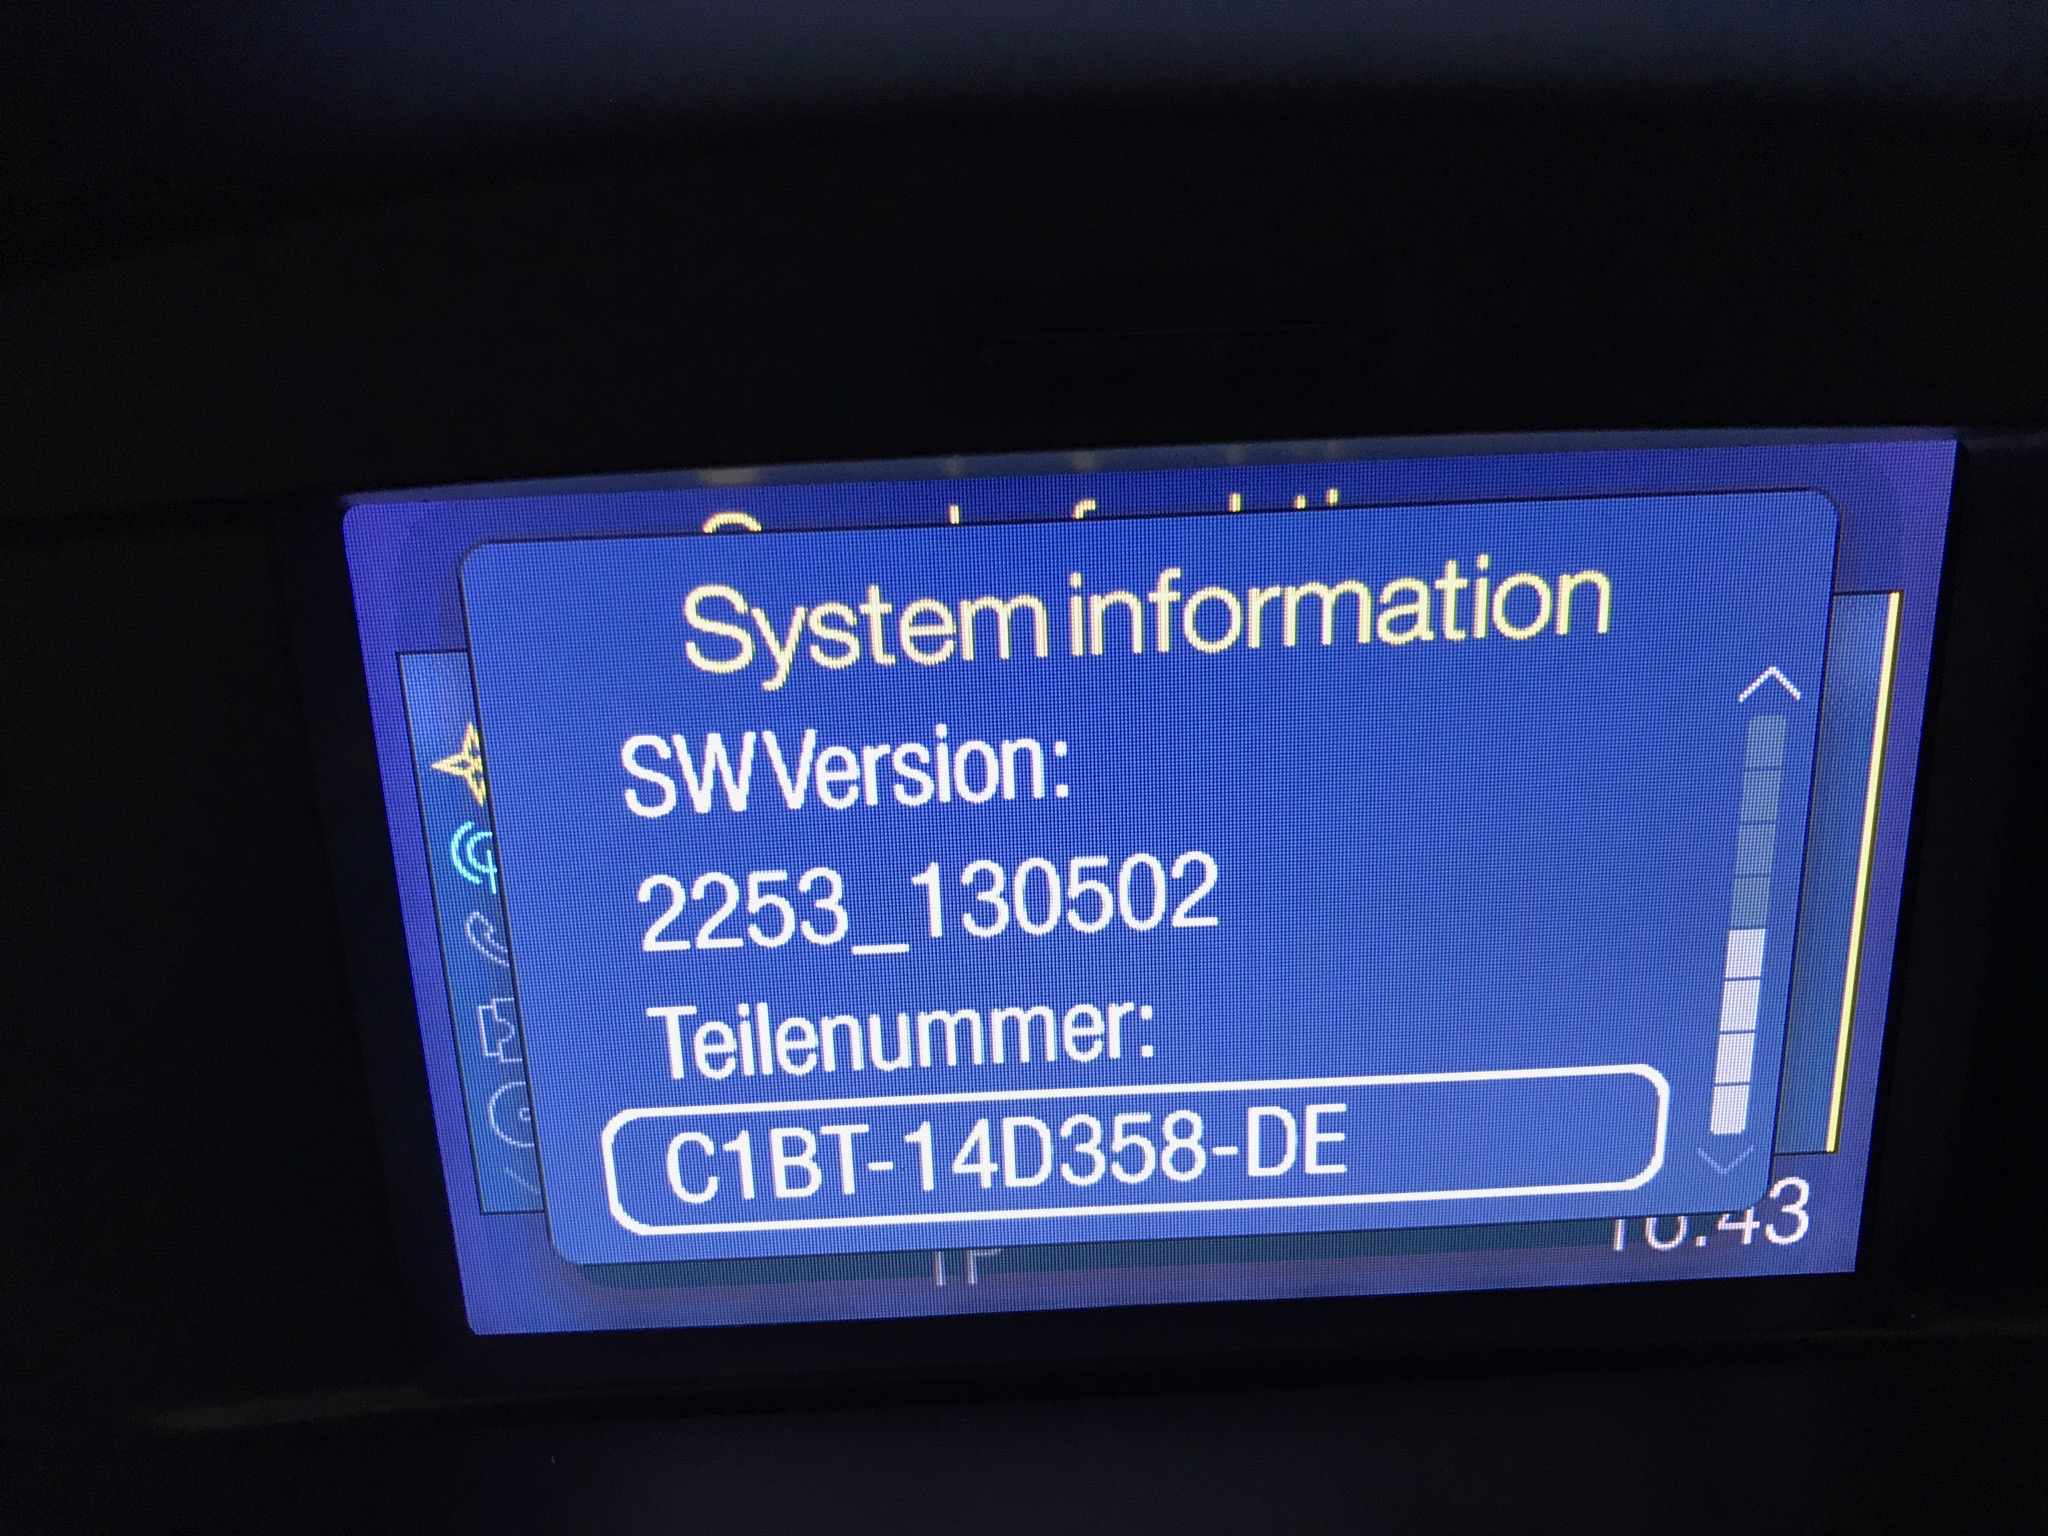 System information
SW Version:
2253_130502
Teilenummer:
C1BT-14D358-DE